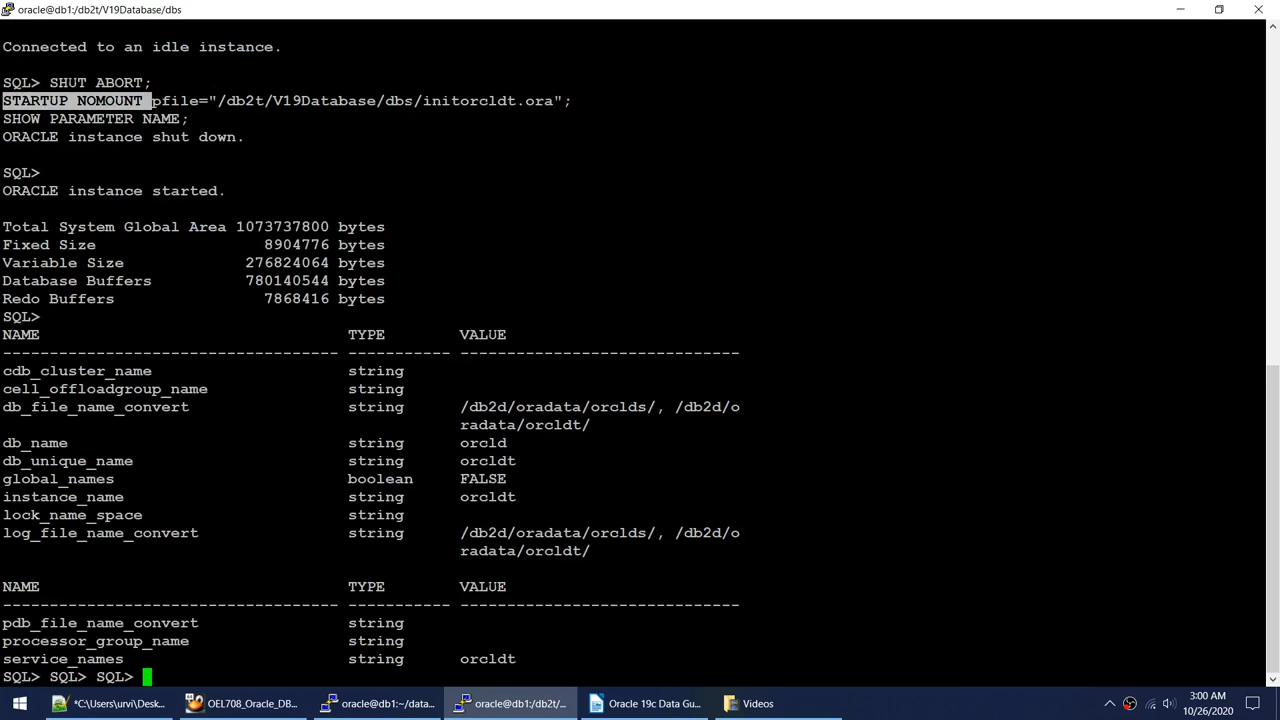 oracle@db1:/db2t/V19Database/dbs
Connected to an idle instance.
SQL> SHUT ABORT;
STARTUP NOMOUNT pfile="/db2t/V19Database/dbs/initorcldt.ora";
SHOW PARAMETER NAME;
ORACLE instance shut down.
SQL>
ORACLE instance started.
Total System Global Area 1073737800 bytes
Fixed Size 8904776 bytes
Variable Size 276824064 bytes
Database Buffers 780140544 bytes
Redo Buffers 7868416 bytes
SQL>
NAME TYPE VALUE
------------------------------------ ----------- ------------------------------
cdb_cluster_name string
cell_offloadgroup_name string
db_file_name_convert string /db2d/oradata/orclds/, /db2d/o
radata/orcldt/
db_name string orcld
db_unique_name string orcldt
global_names boolean FALSE
instance_name string orcldt
lock_name_space string
log_file_name_convert string /db2d/oradata/orclds/, /db2d/o
radata/orcldt/
NAME TYPE VALUE
------------------------------------ ----------- ------------------------------
pdb_file_name_convert string
processor_group_name string
service_names string orcldt
SQL> SQL> SQL>
*C:\Users\urvi\Desk... OEL708_Oracle_DB... oracle@db1:~/data... oracle@db1:/db2t/... Oracle 19c Data Gu... Videos 3:00 AM
10/26/2020